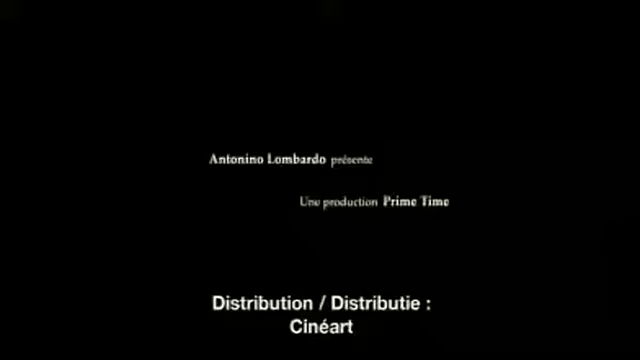 Antonino Lombardo présente
Une production Prime Time
Distribution / Distributie :
Cinéart